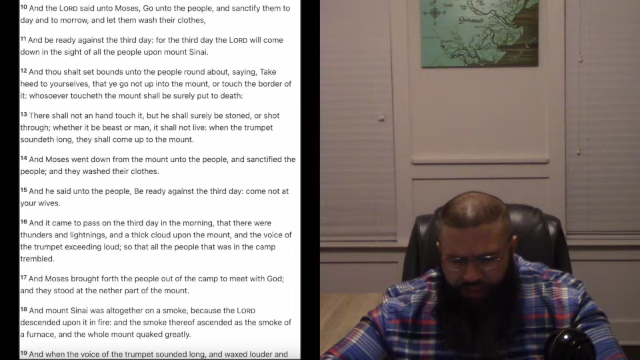 10 And the LORD said unto Moses, Go unto the people, and sanctify them to
day and to morrow, and let them wash their clothes,
11 And be ready against the third day: for the third day the LORD will come
down in the sight of all the people upon mount Sinai.
12 And thou shalt set bounds unto the people round about, saying, Take
heed to yourselves, that ye go not up into the mount, or touch the border of
it: whosoever toucheth the mount shall be surely put to death:
13 There shall not an hand touch it, but he shall surely be stoned, or shot
through; whether it be beast or man, it shall not live: when the trumpet
soundeth long, they shall come up to the mount.
14 And Moses went down from the mount unto the people, and sanctified the
people; and they washed their clothes.
15 And he said unto the people, Be ready against the third day: come not at
your wives.
16 And it came to pass on the third day in the morning, that there were
thunders and lightnings, and a thick cloud upon the mount, and the voice of
the trumpet exceeding loud; so that all the people that was in the camp
trembled.
17 And Moses brought forth the people out of the camp to meet with God;
and they stood at the nether part of the mount.
18 And mount Sinai was altogether on a smoke, because the LORD
descended upon it in fire: and the smoke thereof ascended as the smoke of
a furnace, and the whole mount quaked greatly.
19 And when the voice of the trumpet sounded long, and waxed louder and